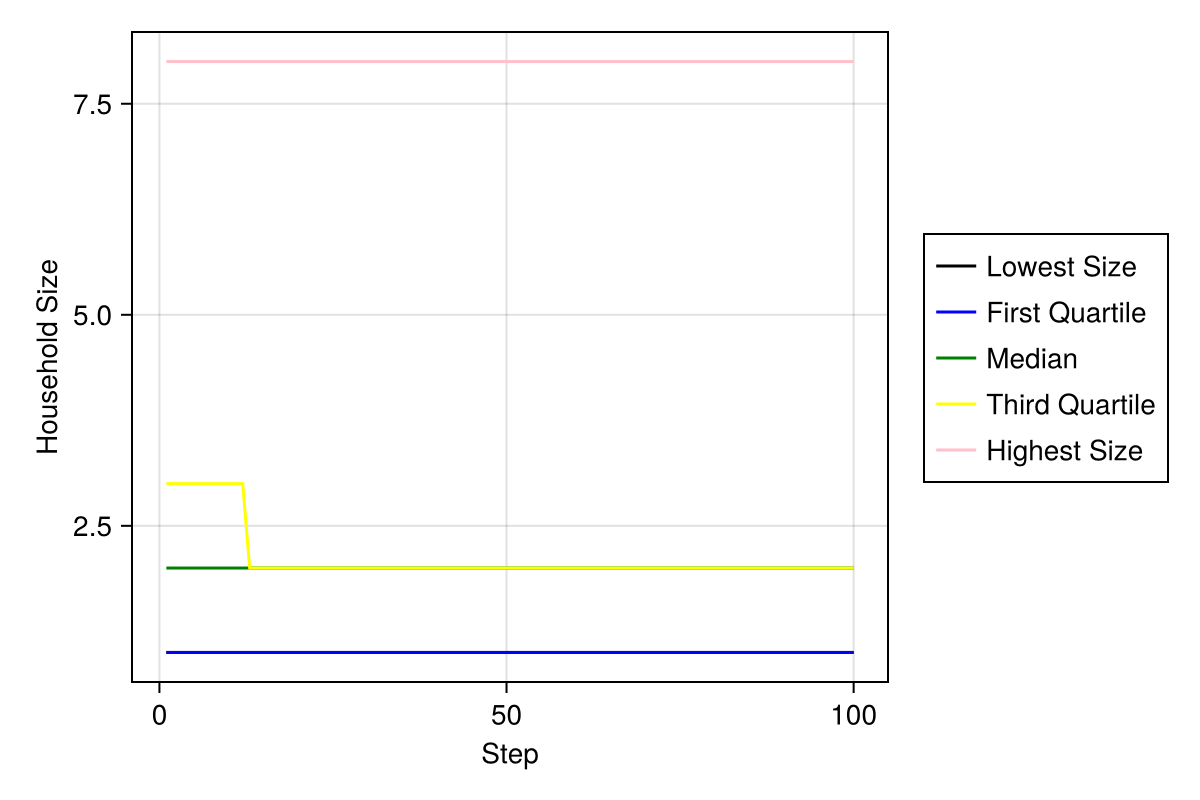 7.5
5.0
2.5
Household Size
0
50
100
Step
Lowest Size
First Quartile
Median
Third Quartile
Highest Size